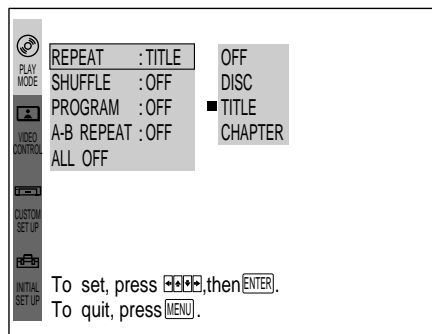 PLAY
MODE
VIDEO
CONTROL
CUSTOM
SET UP
INITIAL
SET UP
REPEAT :TITLE
SHUFFLE :OFF
PROGRAM :OFF
A-B REPEAT :OFF
ALL OFF
OFF
DISC
TITLE
CHAPTER
To set, press ,then ENTER.
To quit, press MENU.